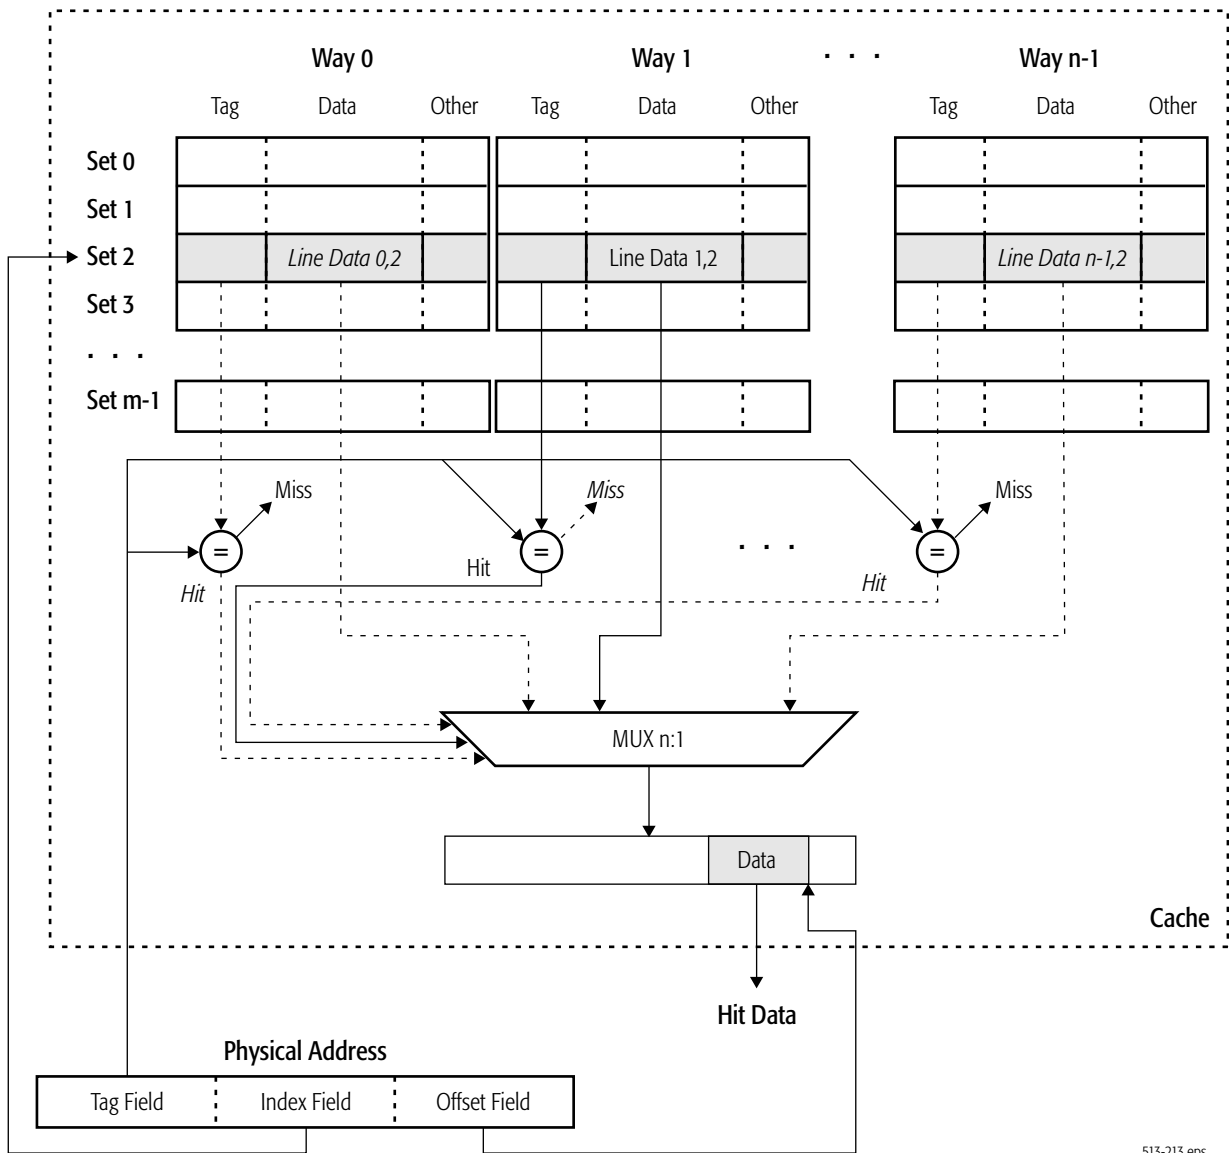 Way 0 Way 1 . . . Way n-1
Tag Data Other Tag Data Other Tag Data Other
Set 0
Set 1
Set 2 Line Data 0,2 Line Data 1,2 Line Data n-1,2
Set 3
. . .
Set m-1
Miss Miss Miss
= = . . . =
Hit Hit Hit
MUX n:1
Data
Cache
Hit Data
Physical Address
Tag Field Index Field Offset Field
513-213.eps